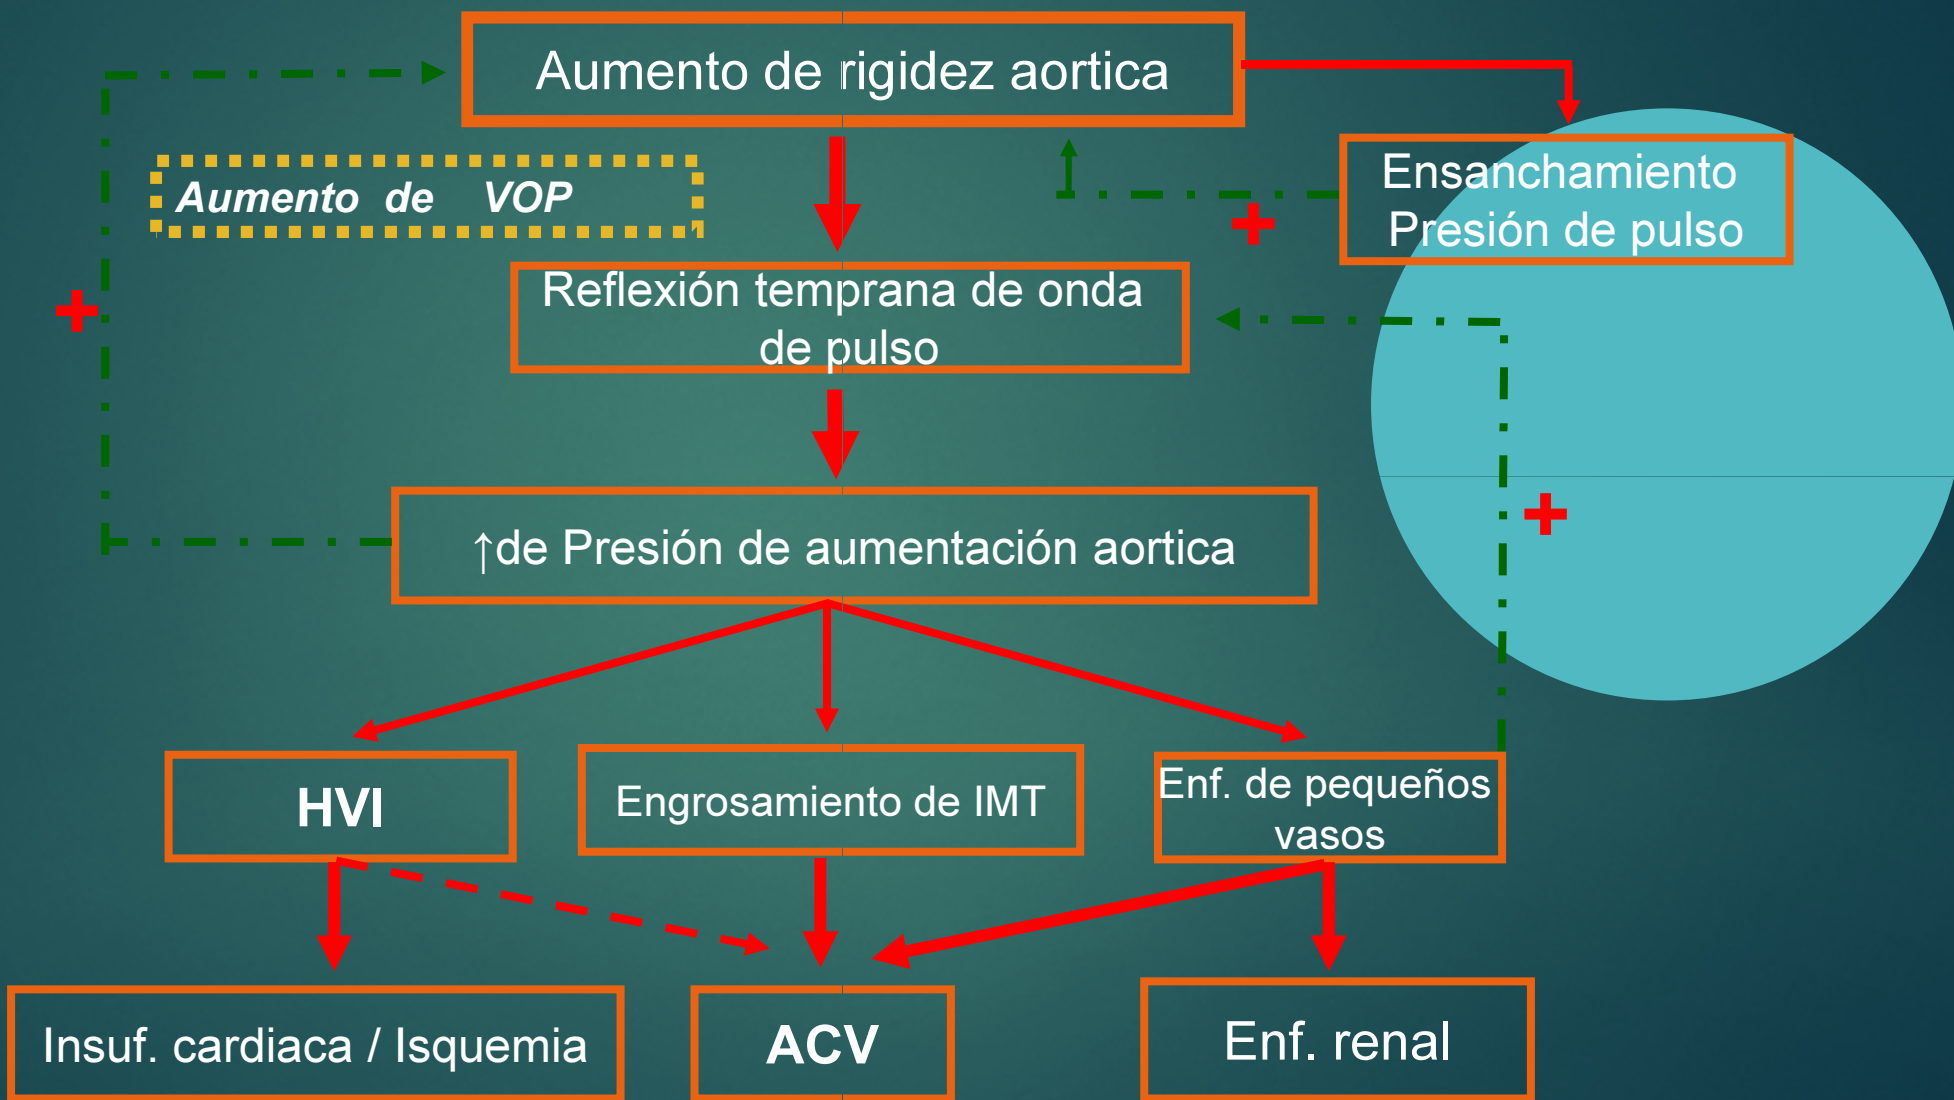 Aumento de rigidez aortica
Ensanchamiento
Presión de pulso
Aumento de VOP
Reflexión temprana de onda
de pulso
↑de Presión de aumentación aortica
HVI
Engrosamiento de IMT
Enf. de pequeños
vasos
Insuf. cardiaca / Isquemia
ACV
Enf. renal